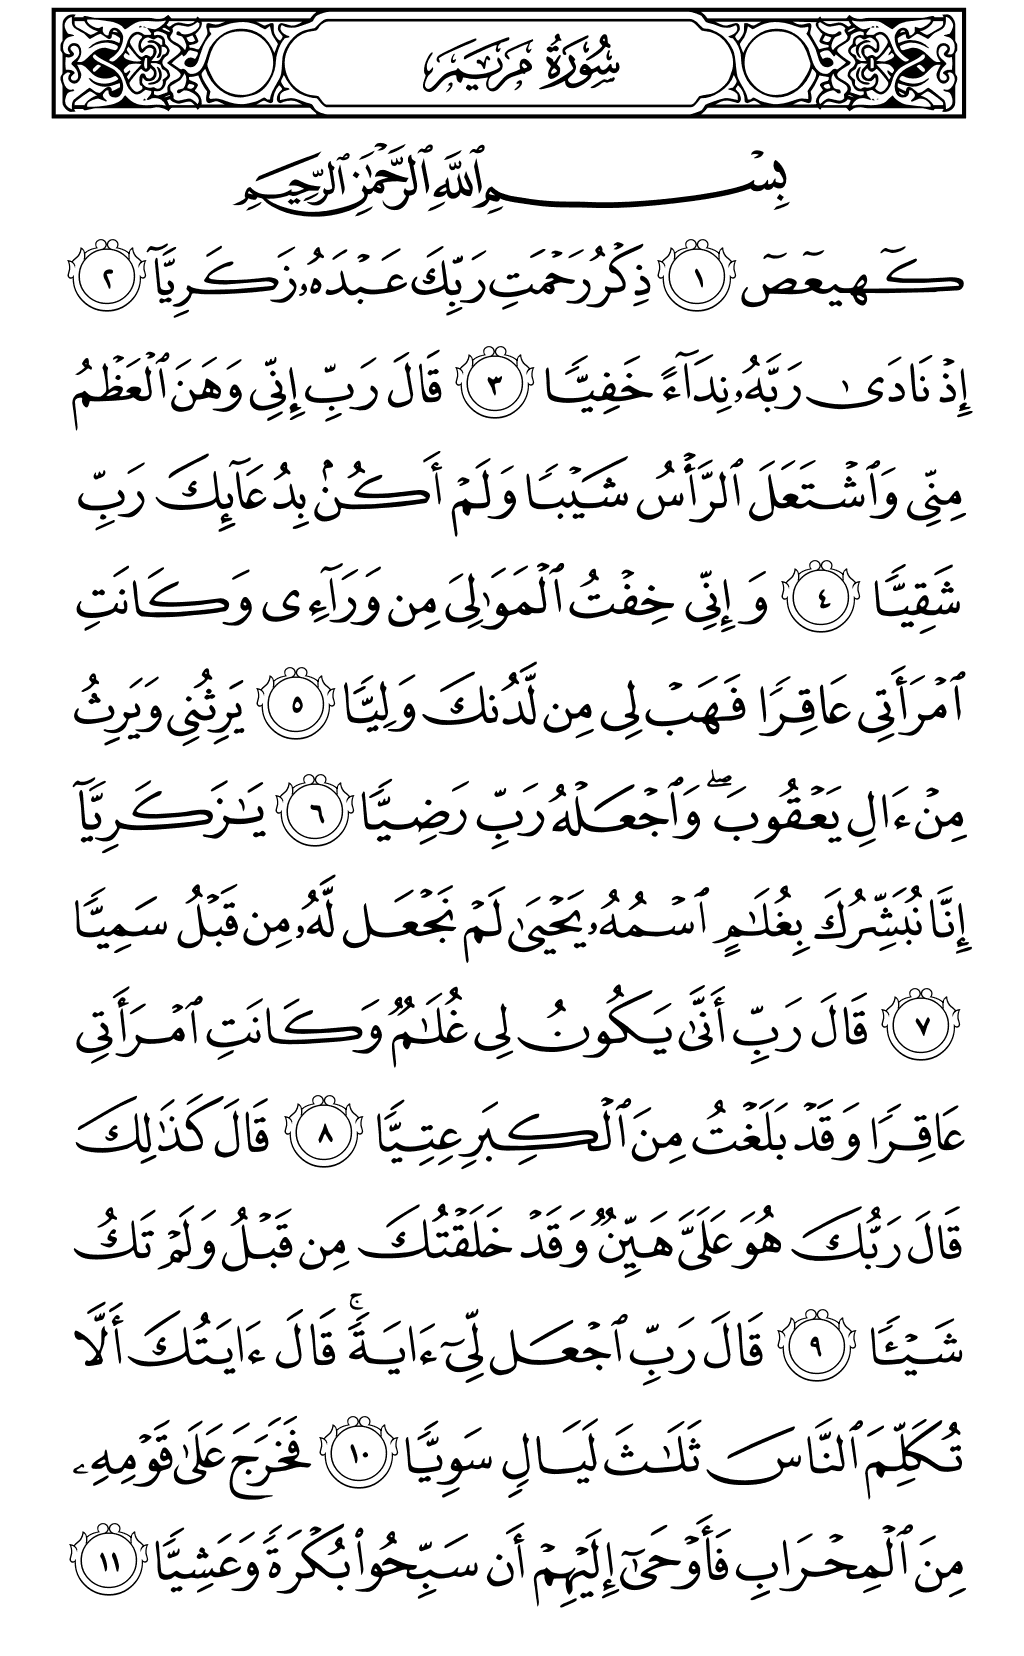 سُورَةُ مَرۡيَمَ
بِسۡمِ ٱللَّهِ ٱلرَّحۡمَٰنِ ٱلرَّحِيمِ
كٓهيعٓصٓ ١ ذِكۡرُ رَحۡمَتِ رَبِّكَ عَبۡدَهُۥ زَكَرِيَّآ ٢
إِذۡ نَادَىٰ رَبَّهُۥ نِدَآءً خَفِيّٗا ٣ قَالَ رَبِّ إِنِّي وَهَنَ ٱلۡعَظۡمُ
مِنِّي وَٱشۡتَعَلَ ٱلرَّأۡسُ شَيۡبٗا وَلَمۡ أَكُنۢ بِدُعَآئِكَ رَبِّ
شَقِيّٗا ٤ وَإِنِّي خِفۡتُ ٱلۡمَوَٰلِيَ مِن وَرَآءِي وَكَانَتِ
ٱمۡرَأَتِي عَاقِرٗا فَهَبۡ لِي مِن لَّدُنكَ وَلِيّٗا ٥ يَرِثُنِي وَيَرِثُ
مِنۡ ءَالِ يَعۡقُوبَۖ وَٱجۡعَلۡهُ رَبِّ رَضِيّٗا ٦ يَٰزَكَرِيَّآ
إِنَّا نُبَشِّرُكَ بِغُلَٰمٍ ٱسۡمُهُۥ يَحۡيَىٰ لَمۡ نَجۡعَل لَّهُۥ مِن قَبۡلُ سَمِيّٗا
٧ قَالَ رَبِّ أَنَّىٰ يَكُونُ لِي غُلَٰمٞ وَكَانَتِ ٱمۡرَأَتِي
عَاقِرٗا وَقَدۡ بَلَغۡتُ مِنَ ٱلۡكِبَرِ عِتِيّٗا ٨ قَالَ كَذَٰلِكَ
قَالَ رَبُّكَ هُوَ عَلَيَّ هَيِّنٞ وَقَدۡ خَلَقۡتُكَ مِن قَبۡلُ وَلَمۡ تَكُ
شَيۡـٔٗا ٩ قَالَ رَبِّ ٱجۡعَل لِّيٓ ءَايَةٗۚ قَالَ ءَايَتُكَ أَلَّا
تُكَلِّمَ ٱلنَّاسَ ثَلَٰثَ لَيَالٖ سَوِيّٗا ١٠ فَخَرَجَ عَلَىٰ قَوۡمِهِۦ
مِنَ ٱلۡمِحۡرَابِ فَأَوۡحَىٰٓ إِلَيۡهِمۡ أَن سَبِّحُواْ بُكۡرَةٗ وَعَشِيّٗا ١١